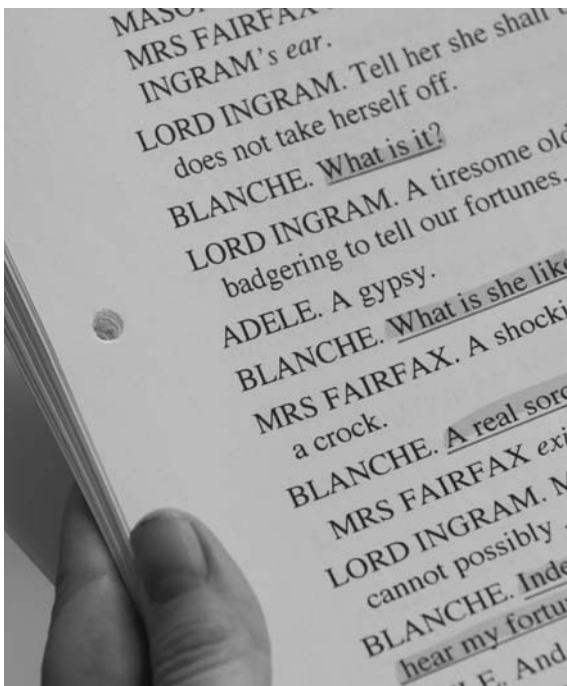 MRS FAIRFAX
INGRAM's ear.
LORD INGRAM. Tell her she shall
does not take herself off.
BLANCHE. What is it?
LORD INGRAM. A tiresome old
badgering to tell our fortunes.
ADELE. A gypsy.
BLANCHE. What is she like
MRS FAIRFAX. A
a crock.
BLANCHE. A real
MRS FAIRFAX
LORD INGRAM.
cannot possibly
BLANCHE.
hear my
And